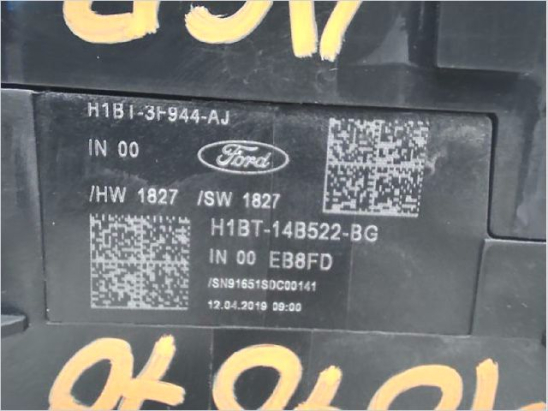 H1BT-3F944-AJ
IN 00
Ford
/HW 1827 /SW 1827
H1BT-14B522-BG
IN 00 EB8FD
/SN91651SDC00141
12.04.2019 09:00